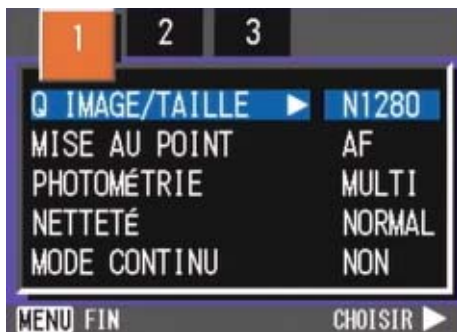 1 2 3
Q IMAGE/TAILLE ▶ N1280
MISE AU POINT AF
PHOTOMÉTRIE MULTI
NETTETÉ NORMAL
MODE CONTINU NON
MENU FIN CHOISIR ▶